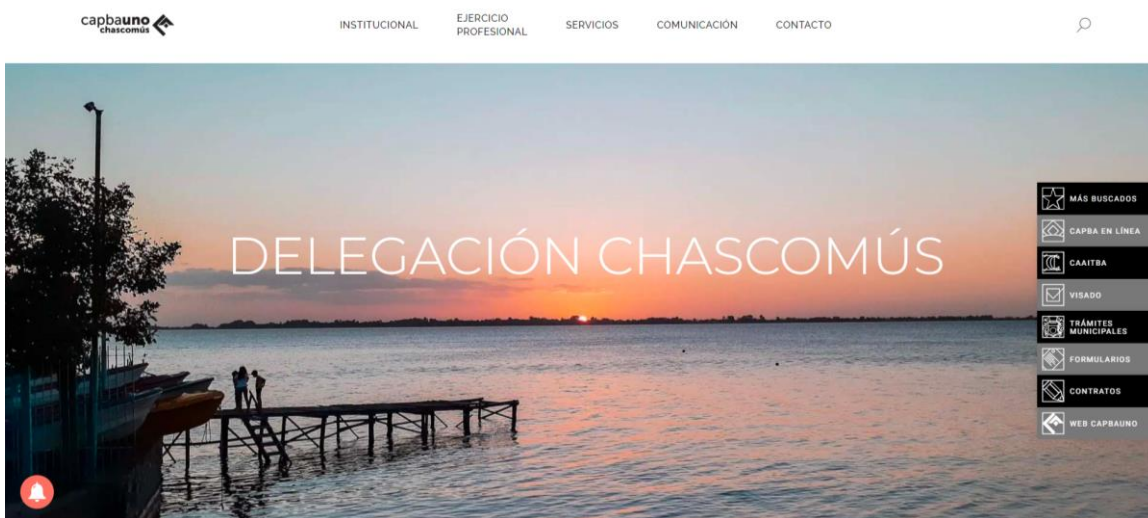 capbauno
chascomús
INSTITUCIONAL
EJERCICIO
PROFESIONAL
SERVICIOS
COMUNICACIÓN
CONTACTO
DELEGACIÓN CHASCOMÚS
MÁS BUSCADOS
CAPBA EN LÍNEA
CAAITBA
VISADO
TRÁMITES
MUNICIPALES
FORMULARIOS
CONTRATOS
WEB CAPBAUNO